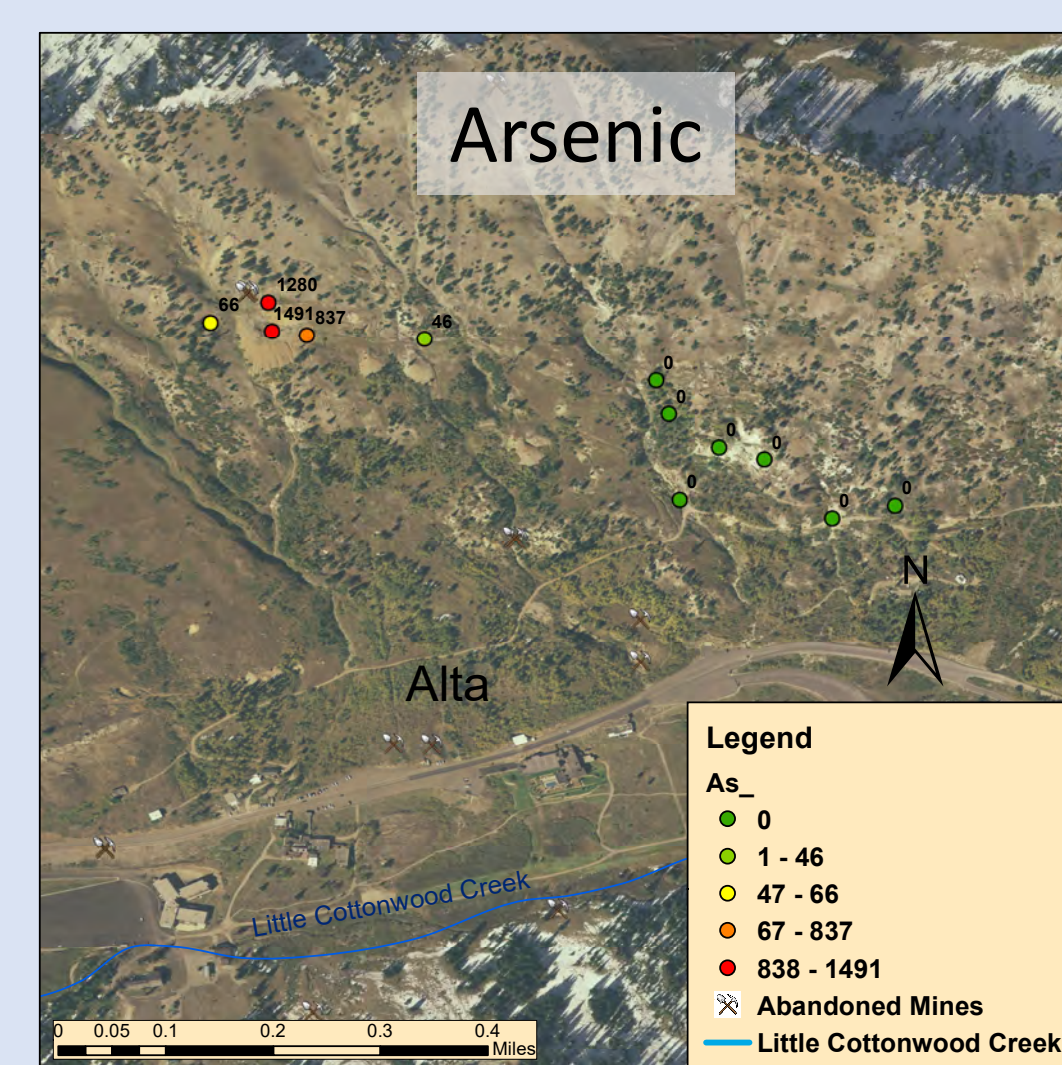 Arsenic
1280
66
1491 837
46
0
0
0
0
0
0
0
N
Alta
Little Cottonwood Creek
Legend
As_
0
1 - 46
47 - 66
67 - 837
838 - 1491
Abandoned Mines
Little Cottonwood Creek
0 0.05 0.1 0.2 0.3 0.4
Miles